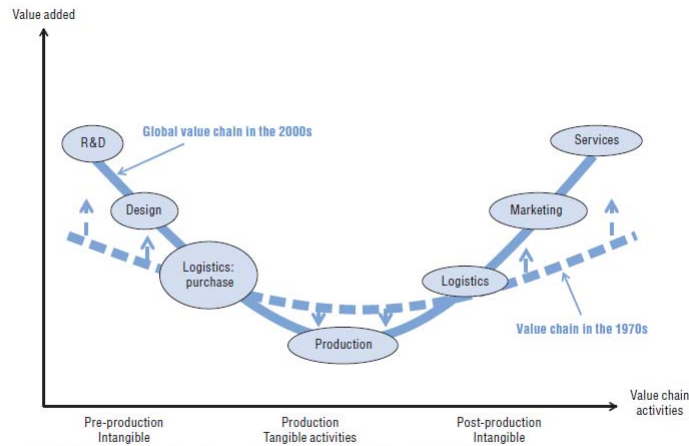 Value added
Global value chain in the 2000s
R&D
Services
Design
Marketing
Logistics:
purchase
Logistics
Value chain in the 1970s
Production
Value chain
activities
Pre-production
Intangible
Production
Tangible activities
Post-production
Intangible